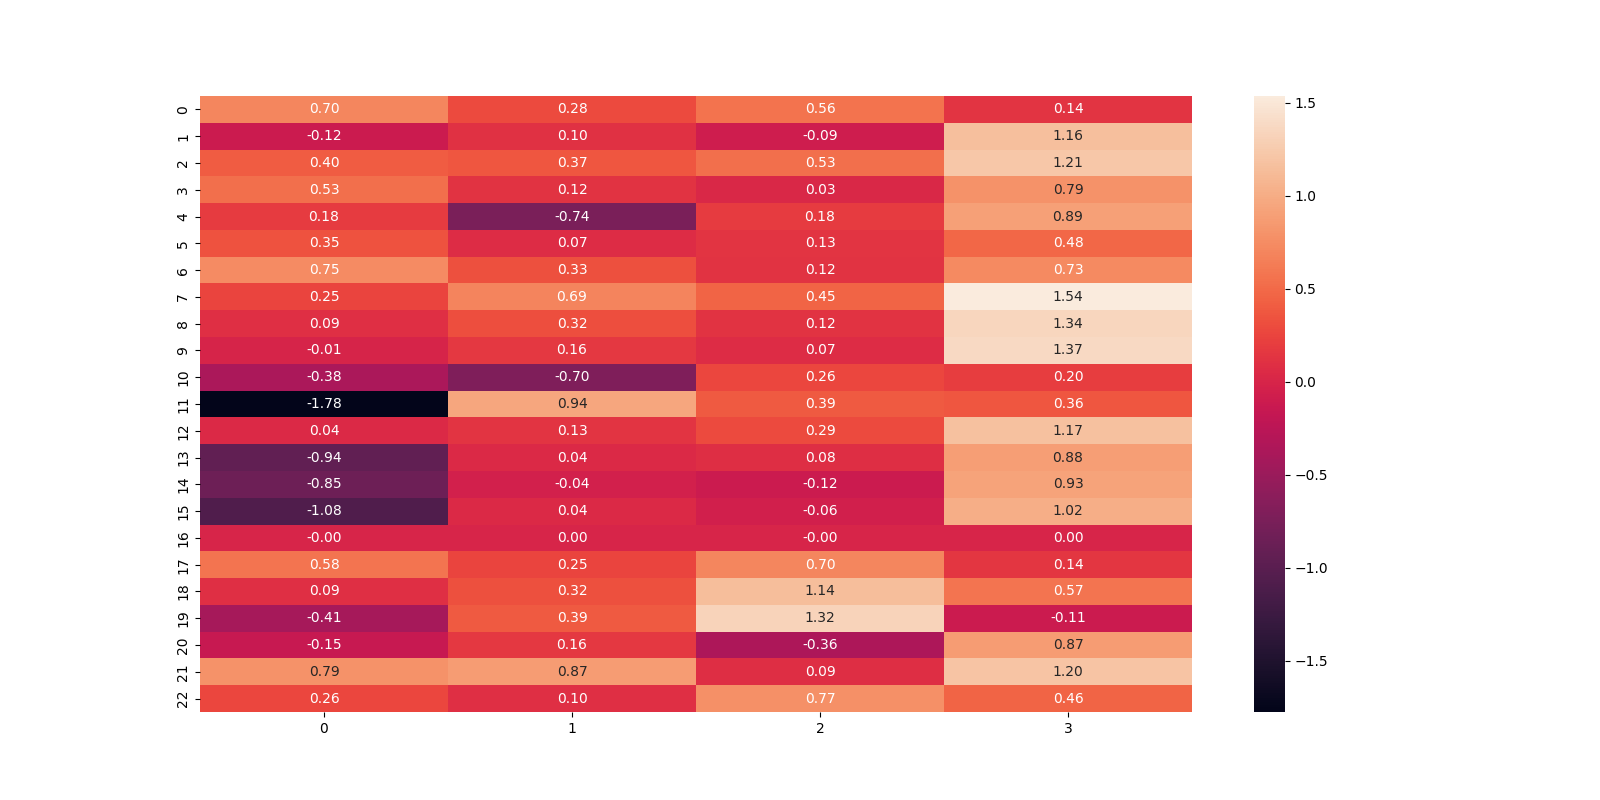 0 0.70 0.28 0.56 0.14
1 -0.12 0.10 -0.09 1.16
2 0.40 0.37 0.53 1.21
3 0.53 0.12 0.03 0.79
4 0.18 -0.74 0.18 0.89
5 0.35 0.07 0.13 0.48
6 0.75 0.33 0.12 0.73
7 0.25 0.69 0.45 1.54
8 0.09 0.32 0.12 1.34
9 -0.01 0.16 0.07 1.37
10 -0.38 -0.70 0.26 0.20
11 -1.78 0.94 0.39 0.36
12 0.04 0.13 0.29 1.17
13 -0.94 0.04 0.08 0.88
14 -0.85 -0.04 -0.12 0.93
15 -1.08 0.04 -0.06 1.02
16 -0.00 0.00 -0.00 0.00
17 0.58 0.25 0.70 0.14
18 0.09 0.32 1.14 0.57
19 -0.41 0.39 1.32 -0.11
20 -0.15 0.16 -0.36 0.87
21 0.79 0.87 0.09 1.20
22 0.26 0.10 0.77 0.46
0 1 2 3
1.5
1.0
0.5
0.0
−0.5
−1.0
−1.5